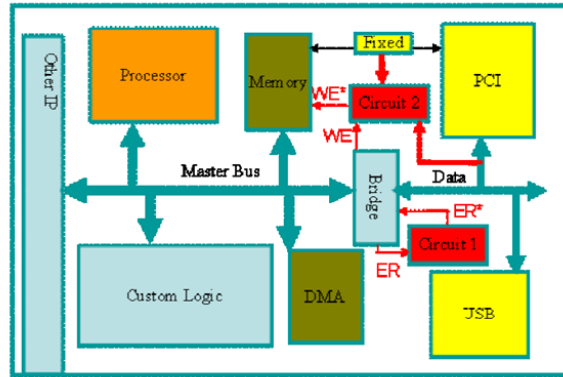 Other IP
Processor
Memory
Fixed
PCI
WE*
Circuit 2
WE
Master Bus
Bridge
Data
ER*
Circuit 1
ER
Custom Logic
DMA
USB